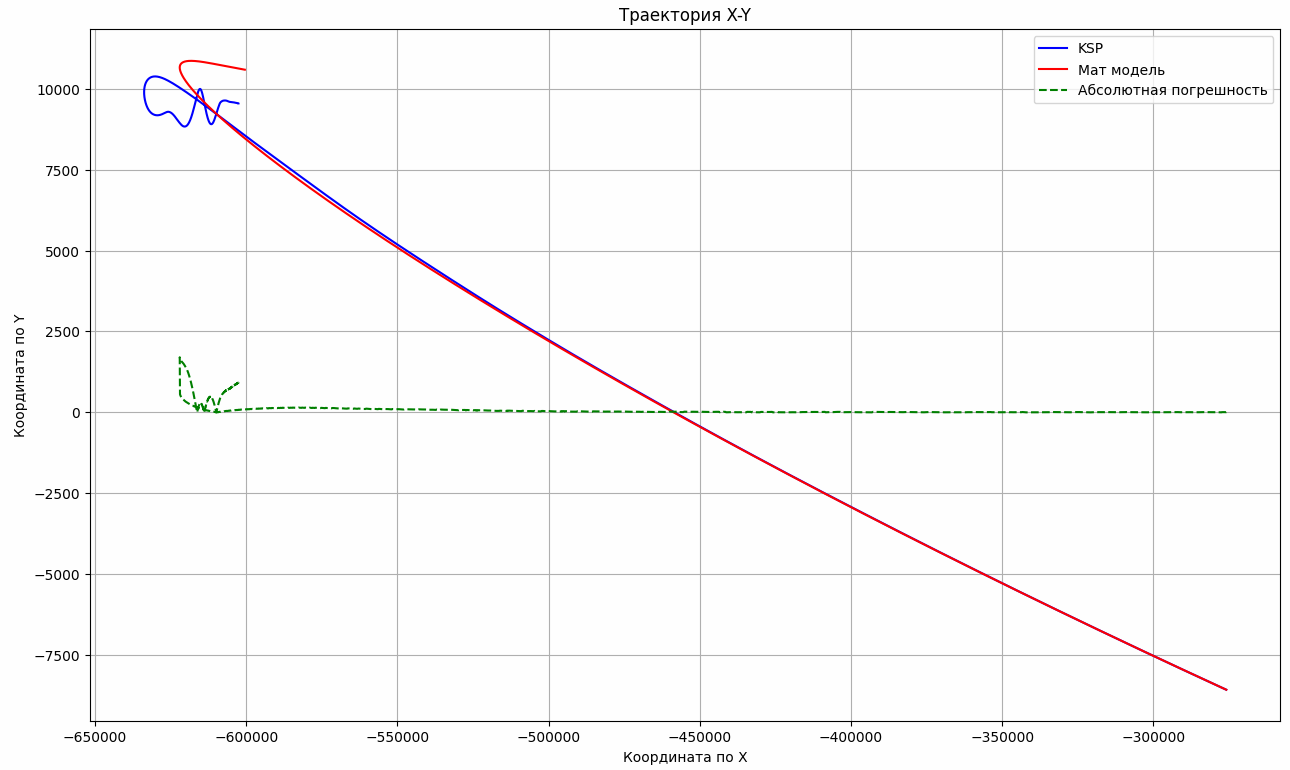 Траектория X-Y
KSP
Мат модель
Абсолютная погрешность
10000
7500
5000
2500
0
−2500
−5000
−7500
Координата по Y
−650000 −600000 −550000 −500000 −450000 −400000 −350000 −300000
Координата по X